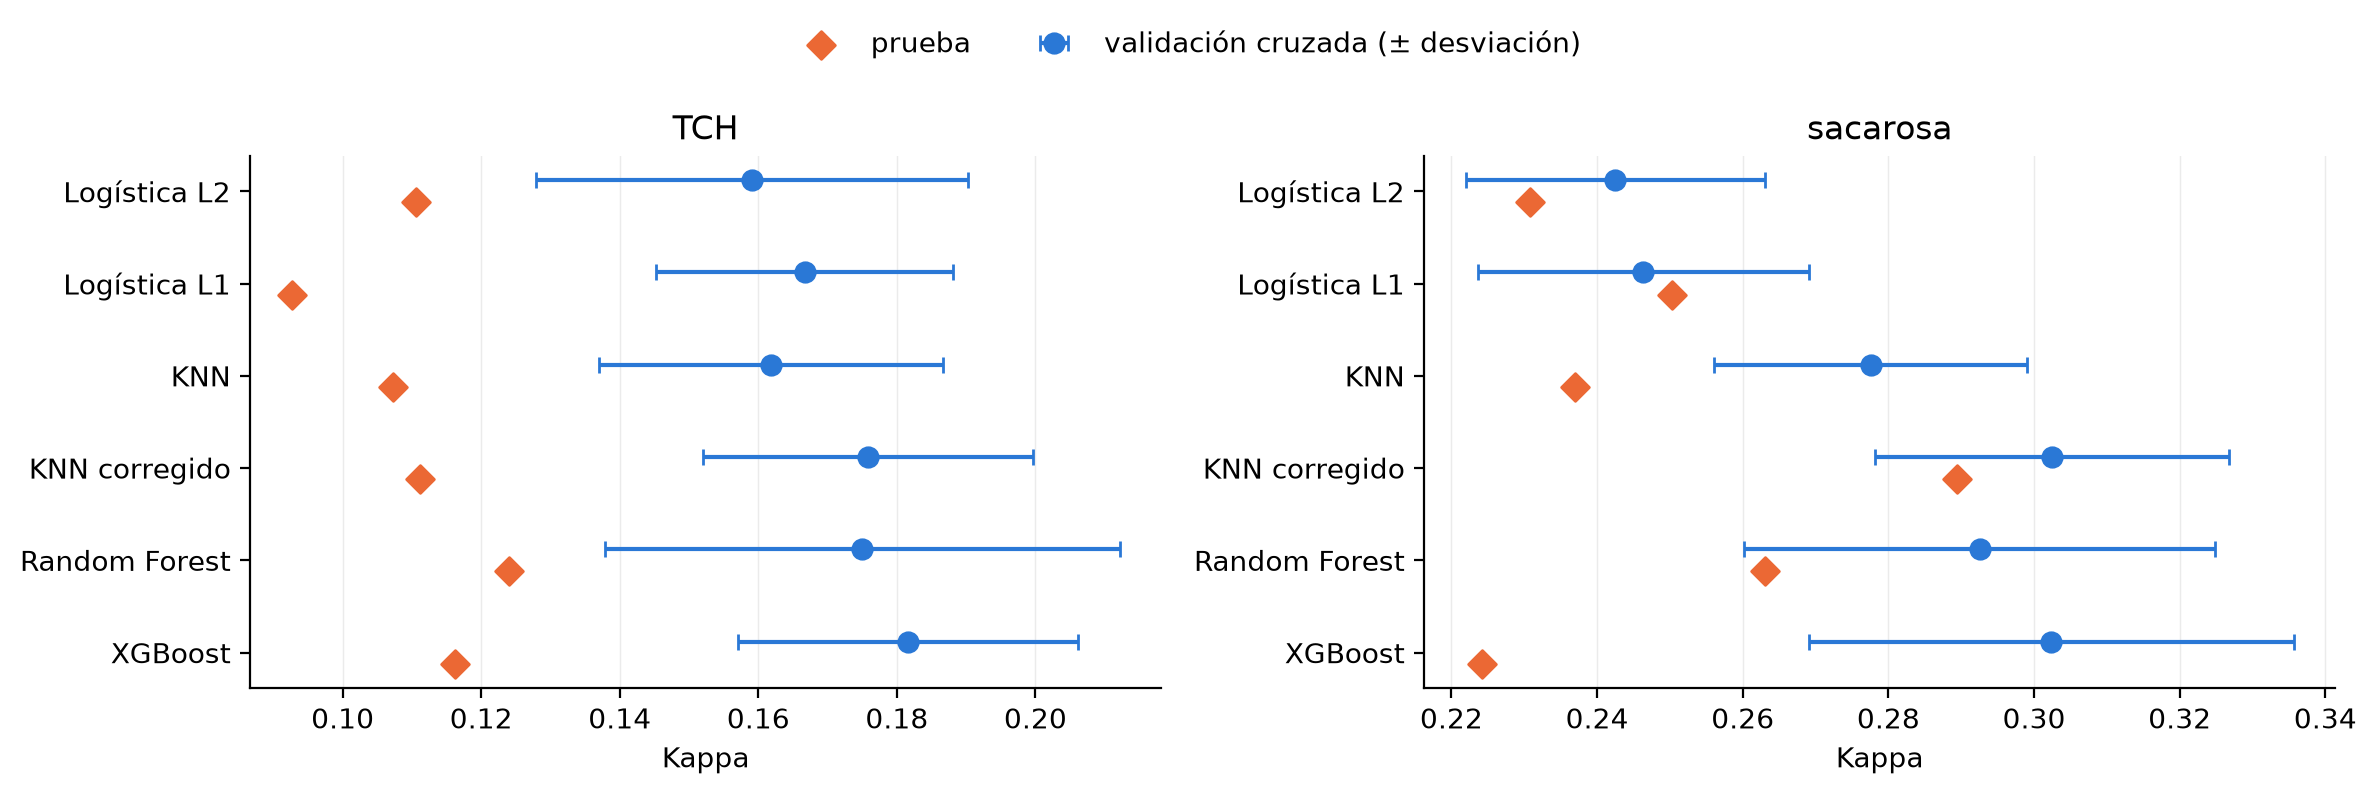 prueba
validación cruzada (± desviación)
TCH
Logística L2
Logística L1
KNN
KNN corregido
Random Forest
XGBoost
0.10 0.12 0.14 0.16 0.18 0.20
Kappa
sacarosa
Logística L2
Logística L1
KNN
KNN corregido
Random Forest
XGBoost
0.22 0.24 0.26 0.28 0.30 0.32 0.34
Kappa